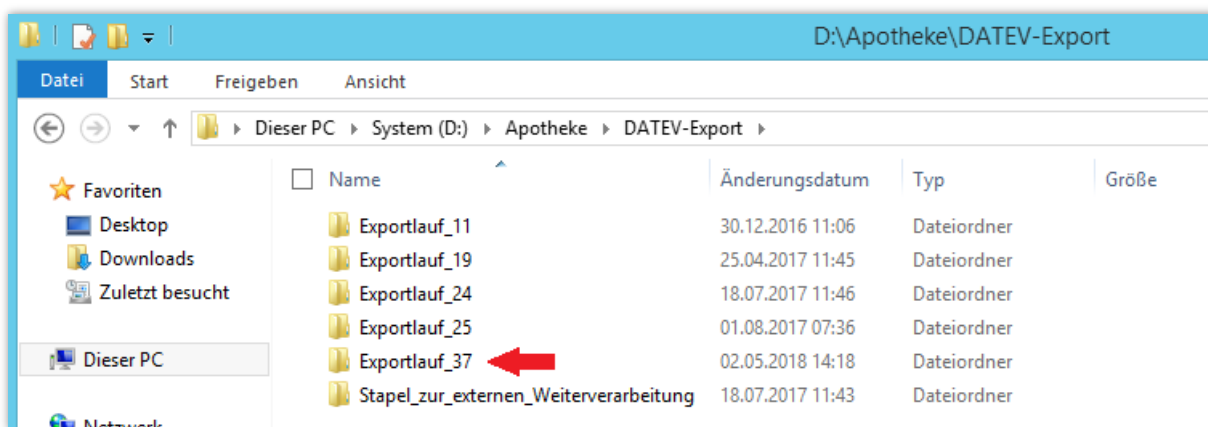 D:\Apotheke\DATEV-Export
Datei Start Freigeben Ansicht
Dieser PC System (D:) Apotheke DATEV-Export
Name Änderungsdatum Typ Größe
Favoriten
Desktop
Downloads
Zuletzt besucht
Dieser PC
Netzwerk
Exportlauf_11 30.12.2016 11:06 Dateiordner
Exportlauf_19 25.04.2017 11:45 Dateiordner
Exportlauf_24 18.07.2017 11:46 Dateiordner
Exportlauf_25 01.08.2017 07:36 Dateiordner
Exportlauf_37 02.05.2018 14:18 Dateiordner
Stapel_zur_externen_Weiterverarbeitung 18.07.2017 11:43 Dateiordner